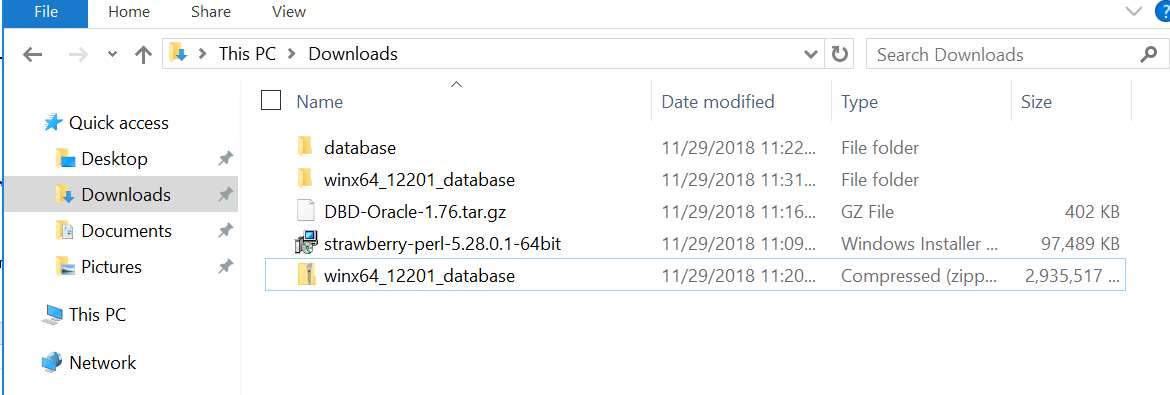 File Home Share View
This PC Downloads Search Downloads
Name Date modified Type Size
Quick access
Desktop
Downloads
Documents
Pictures
This PC
Network
database 11/29/2018 11:22... File folder
winx64_12201_database 11/29/2018 11:31... File folder
DBD-Oracle-1.76.tar.gz 11/29/2018 11:16... GZ File 402 KB
strawberry-perl-5.28.0.1-64bit 11/29/2018 11:09... Windows Installer ... 97,489 KB
winx64_12201_database 11/29/2018 11:20... Compressed (zipp... 2,935,517 ...